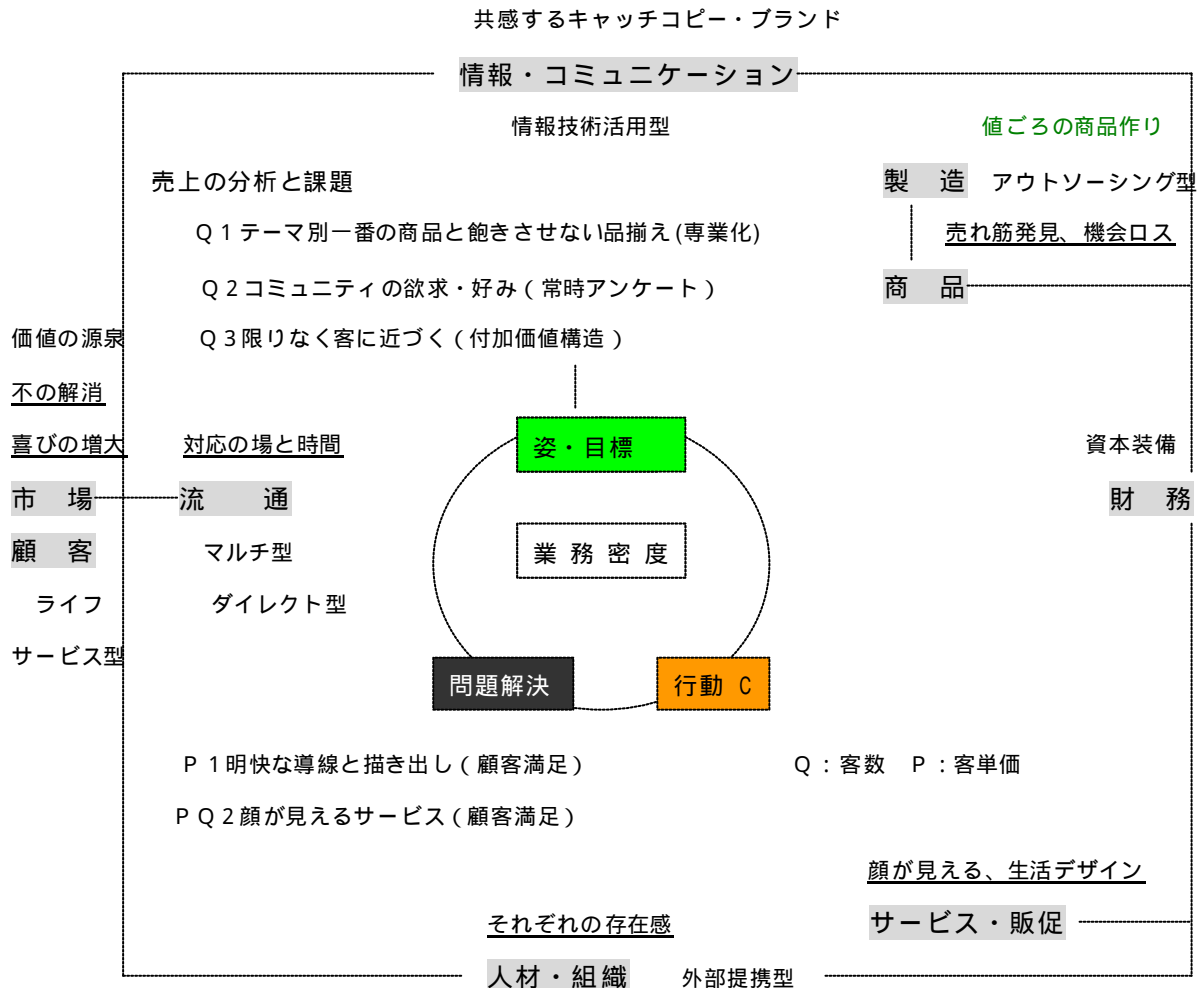 共感するキャッチコピー・ブランド
情報・コミュニケーション
情報技術活用型
値ごろの商品作り
売上の分析と課題
製　造　アウトソーシング型
Ｑ１テーマ別一番の商品と飽きさせない品揃え(専業化)
売れ筋発見、機会ロス
Ｑ２コミュニティの欲求・好み（常時アンケート）
商　品
価値の源泉
Ｑ３限りなく客に近づく（付加価値構造）
不の解消
喜びの増大
対応の場と時間
姿・目標
資本装備
市　場
流　通
財　務
顧　客
マルチ型
業 務 密 度
ライフ
ダイレクト型
サービス型
問題解決
行動 C
Ｐ１明快な導線と描き出し（顧客満足）
Ｑ：客数　Ｐ：客単価
ＰＱ２顔が見えるサービス（顧客満足）
顔が見える、生活デザイン
サービス・販促
それぞれの存在感
人材・組織
外部提携型